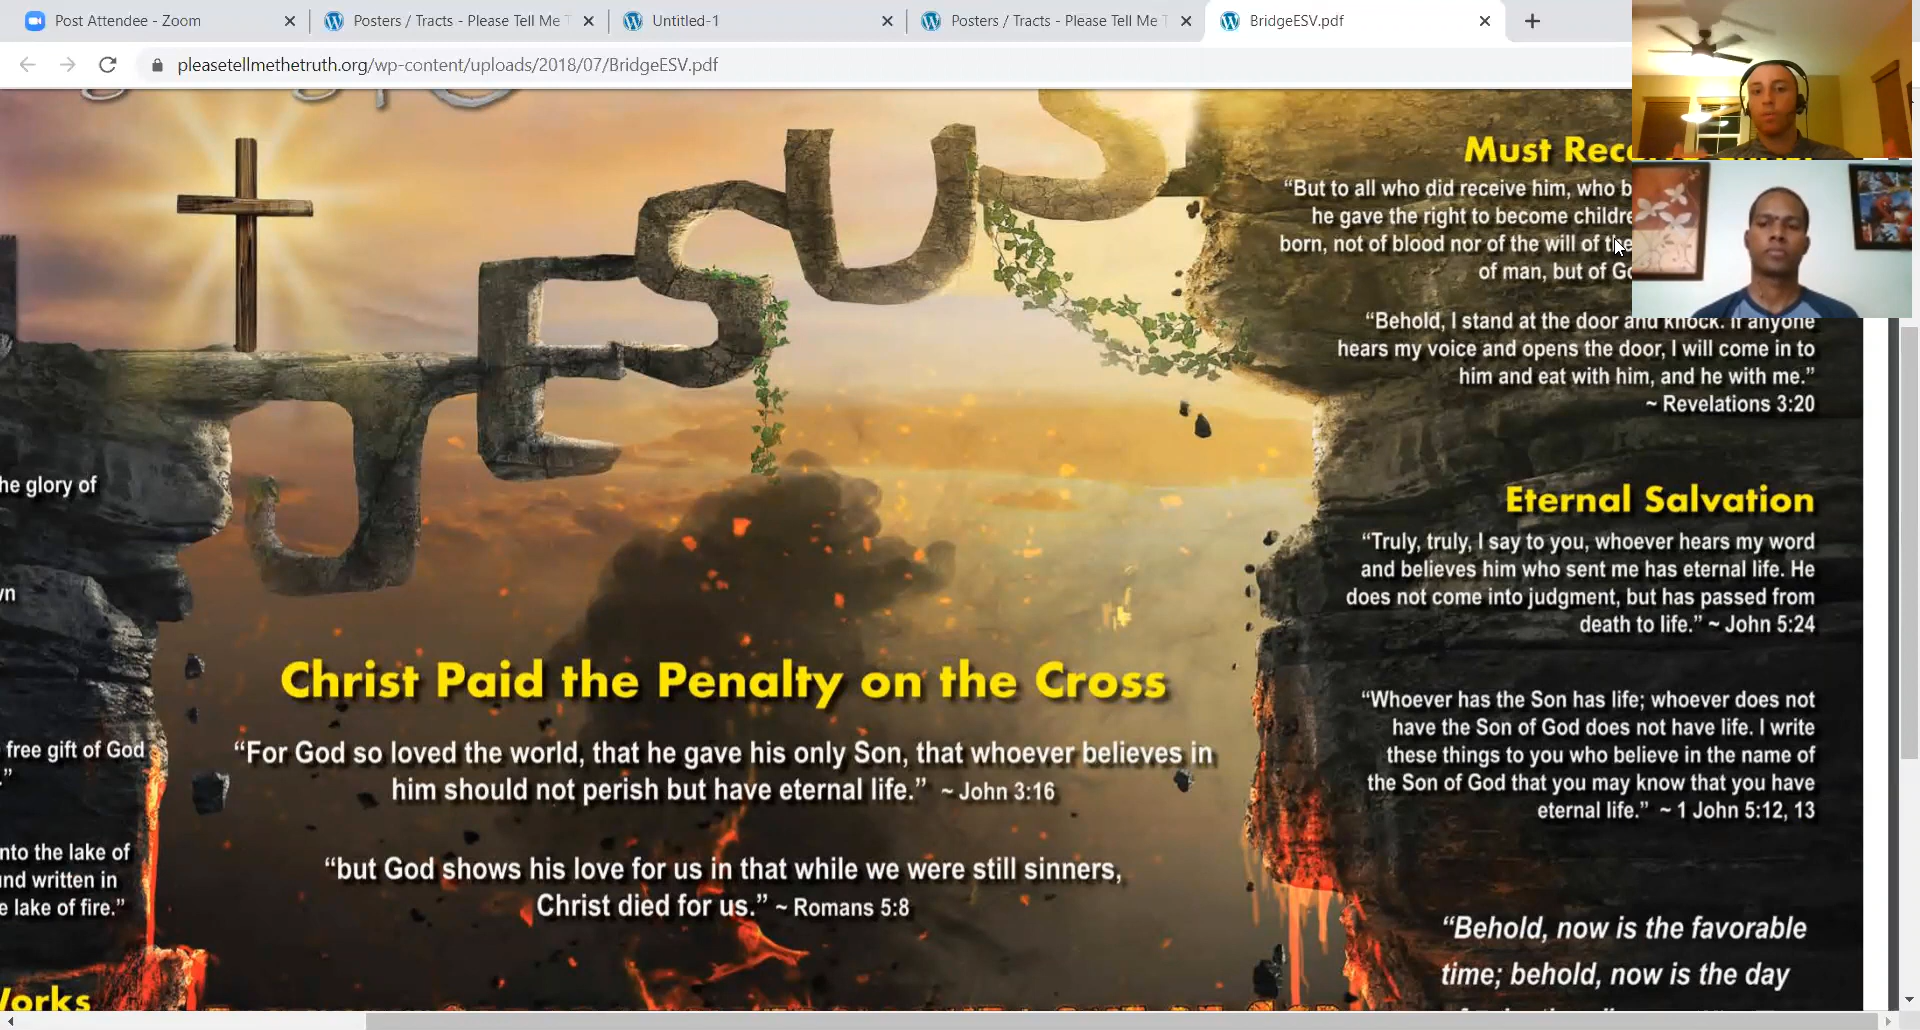 Post Attendee - Zoom
Posters / Tracts - Please Tell Me T
Untitled-1
Posters / Tracts - Please Tell Me T
BridgeESV.pdf
pleasetellmethetruth.org/wp-content/uploads/2018/07/BridgeESV.pdf
JESUS
Must
“But to all who did receive him, who
he gave the right to become
born, not of blood nor of the will of the
of man, but of
“Behold, I stand at the door and knock. If anyone
hears my voice and opens the door, I will come in to
him and eat with him, and he with me.”
~ Revelations 3:20
he glory of
Eternal Salvation
“Truly, truly, I say to you, whoever hears my word
and believes him who sent me has eternal life. He
does not come into judgment, but has passed from
death to life.” ~ John 5:24
wn
Christ Paid the Penalty on the Cross
free gift of God
”
“For God so loved the world, that he gave his only Son, that whoever believes in
him should not perish but have eternal life.” ~ John 3:16
“Whoever has the Son has life; whoever does not
have the Son of God does not have life. I write
these things to you who believe in the name of
the Son of God that you may know that you have
eternal life.” ~ 1 John 5:12, 13
nto the lake of
und written in
e lake of fire.”
“but God shows his love for us in that while we were still sinners,
Christ died for us.” ~ Romans 5:8
“Behold, now is the favorable
time; behold, now is the day
Works